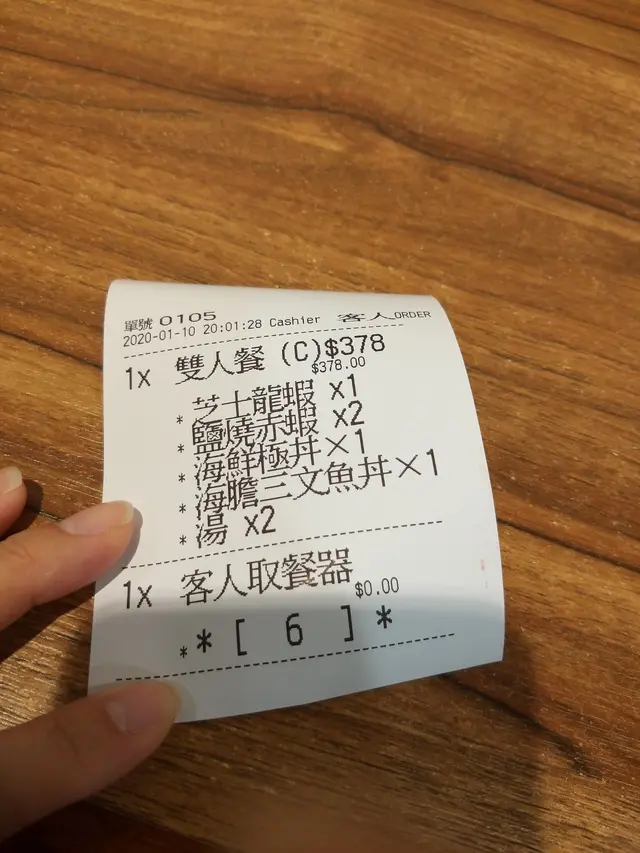 單號 0105
2020-01-10 20:01:28 Cashier 客人ORDER
1x 雙人餐 (C)$378
$378.00
* 芝士龍蝦 x1
* 鹽燒赤蝦 x2
* 海鮮極丼×1
* 海膽三文魚丼×1
* 湯 x2
1x 客人取餐器
$0.00
** [ 6 ] *